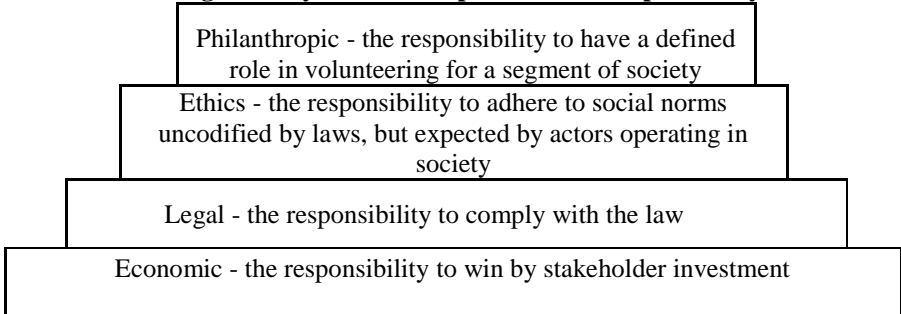 Philanthropic - the responsibility to have a defined
role in volunteering for a segment of society
Ethics - the responsibility to adhere to social norms
uncodified by laws, but expected by actors operating in
society
Legal - the responsibility to comply with the law
Economic - the responsibility to win by stakeholder investment